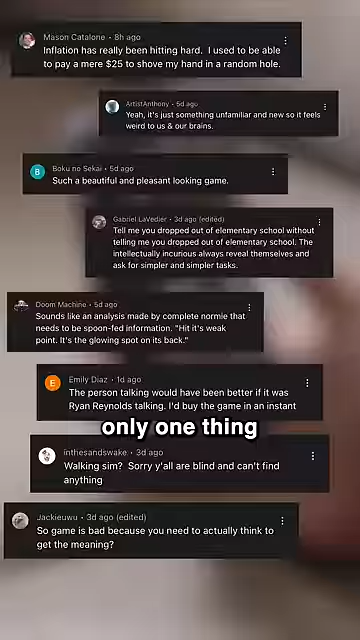 Mason Catalone • 8h ago
Inflation has really been hitting hard. I used to be able
to pay a mere $25 to shove my hand in a random hole.
ArtistAnthony • 5d ago
Yeah, it's just something unfamiliar and new so it feels
weird to us & our brains.
B
Boku no Sekai • 5d ago
Such a beautiful and pleasant looking game.
Gabriel LaVedier • 3d ago (edited)
Tell me you dropped out of elementary school without
telling me you dropped out of elementary school. The
intellectually incurious always reveal themselves and
ask for simpler and simpler tasks.
Doom Machine • 5d ago
Sounds like an analysis made by complete normie that
needs to be spoon-fed information. "Hit it's weak
point. It's the glowing spot on its back."
E
Emily Diaz • 1d ago
The person talking would have been better if it was
Ryan Reynolds talking. I'd buy the game in an instant
only one thing
inthesandswake • 3d ago
Walking sim? Sorry y'all are blind and can't find
anything
Jackieuwu • 3d ago (edited)
So game is bad because you need to actually think to
get the meaning?